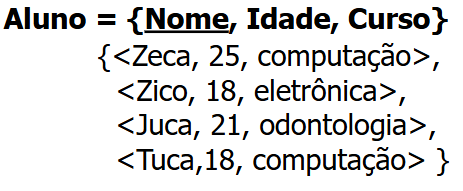 Aluno = {Nome, Idade, Curso}
{<Zeca, 25, computação>,
<Zico, 18, eletrônica>,
<Juca, 21, odontologia>,
<Tuca,18, computação> }